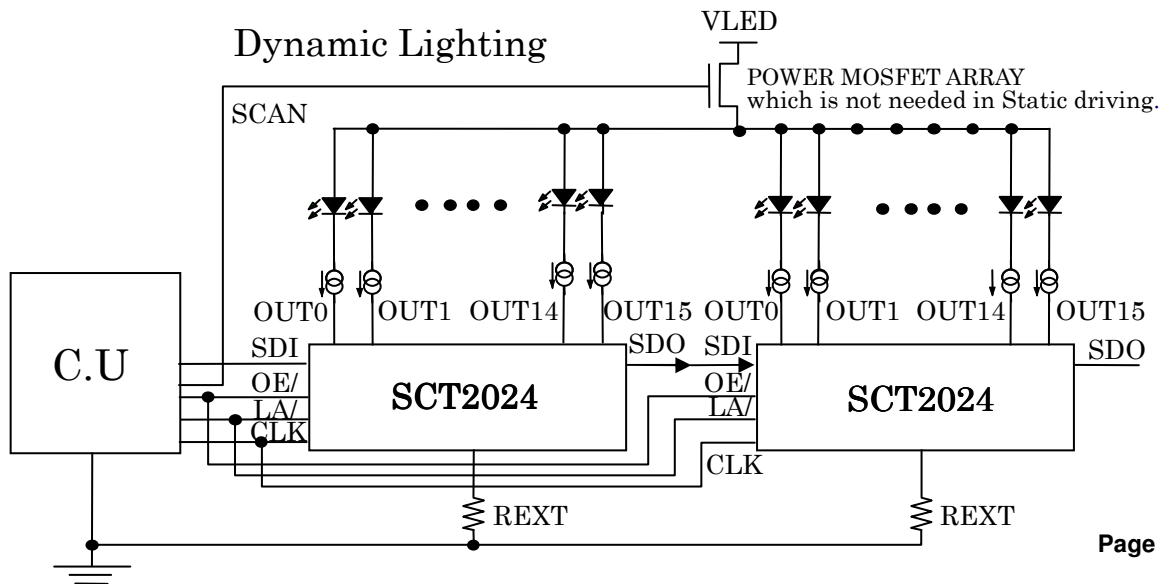 VLED
Dynamic Lighting
POWER MOSFET ARRAY
which is not needed in Static driving.
SCAN
OUT0 OUT1 OUT14 OUT15 OUT0 OUT1 OUT14 OUT15
SDI SDO SDI SDO
C.U
OE/ OE/
SCT2024 SCT2024
LA/ LA/
CLK
CLK
REXT REXT
Page